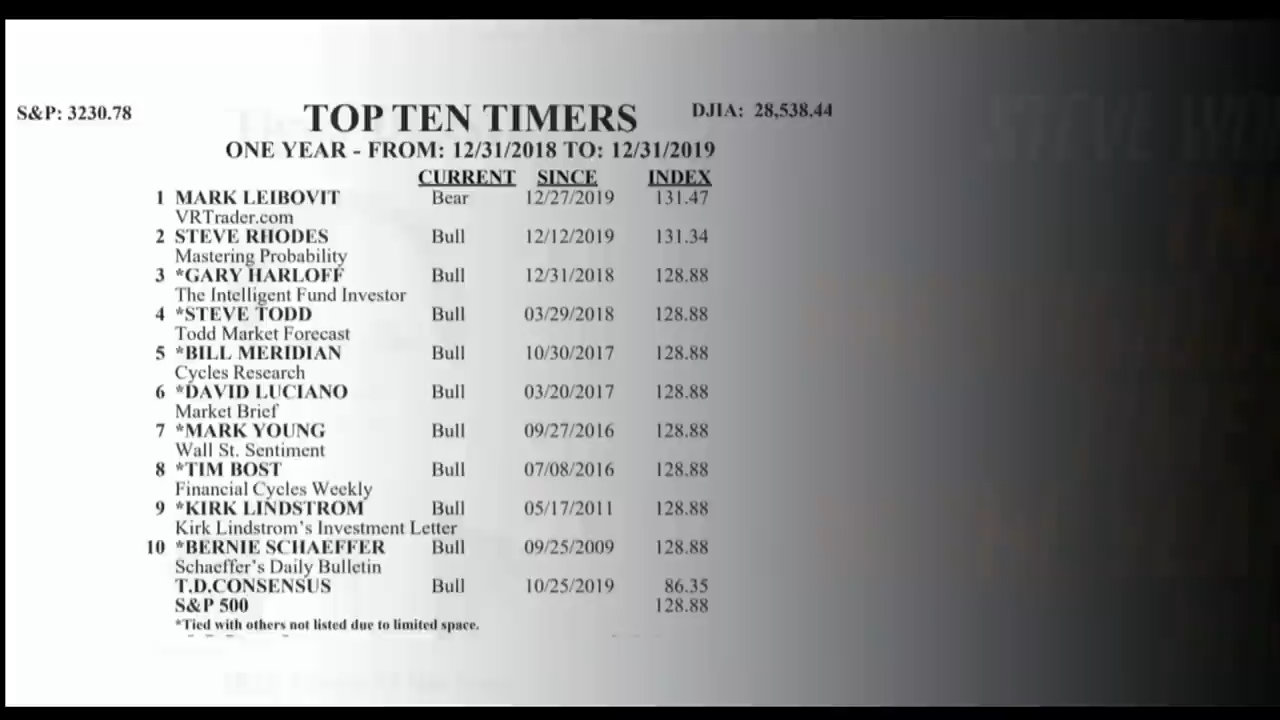 S&P: 3230.78
TOP TEN TIMERS
DJIA: 28,538.44
ONE YEAR - FROM: 12/31/2018 TO: 12/31/2019
CURRENT SINCE INDEX
1 MARK LEIBOVIT Bear 12/27/2019 131.47
VRTrader.com
2 STEVE RHODES Bull 12/12/2019 131.34
Mastering Probability
3 *GARY HARLOFF Bull 12/31/2018 128.88
The Intelligent Fund Investor
4 *STEVE TODD Bull 03/29/2018 128.88
Todd Market Forecast
5 *BILL MERIDIAN Bull 10/30/2017 128.88
Cycles Research
6 *DAVID LUCIANO Bull 03/20/2017 128.88
Market Brief
7 *MARK YOUNG Bull 09/27/2016 128.88
Wall St. Sentiment
8 *TIM BOST Bull 07/08/2016 128.88
Financial Cycles Weekly
9 *KIRK LINDSTROM Bull 05/17/2011 128.88
Kirk Lindstrom's Investment Letter
10 *BERNIE SCHAEFFER Bull 09/25/2009 128.88
Schaeffer's Daily Bulletin
T.D.CONSENSUS Bull 10/25/2019 86.35
S&P 500 128.88
*Tied with others not listed due to limited space.